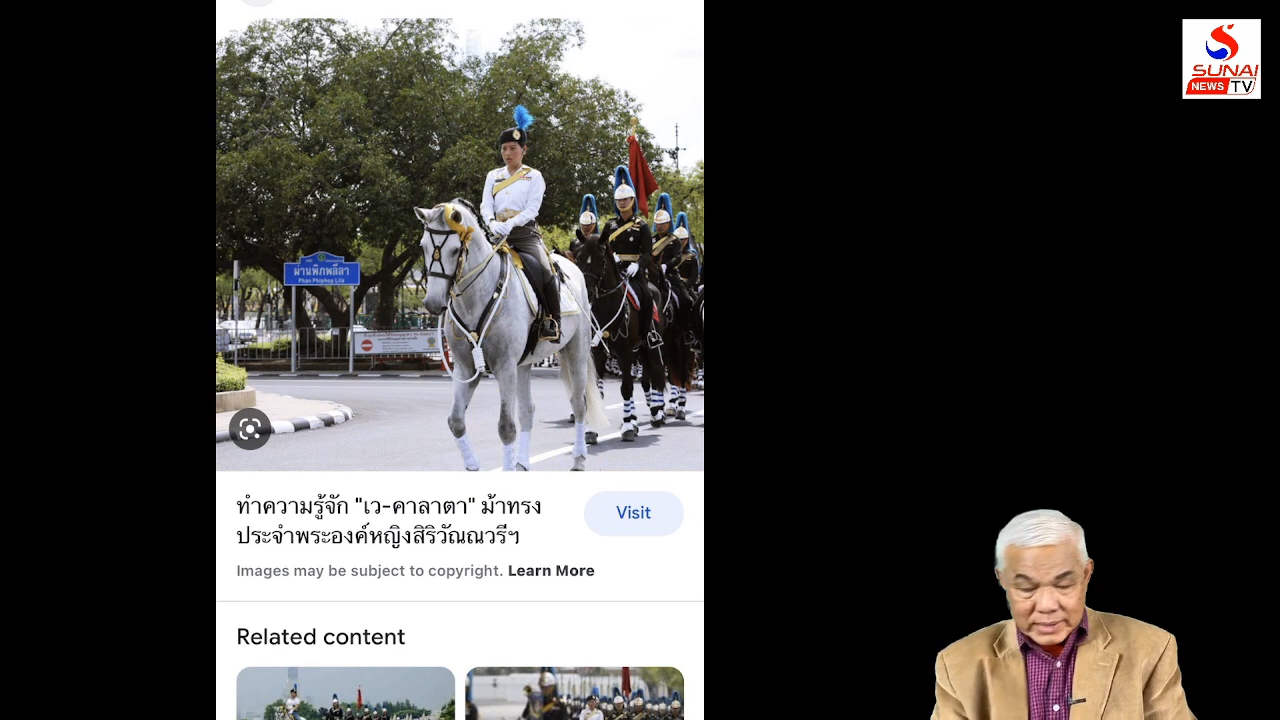 SUNAI
NEWS TV
ผ่านพิภพลีลา
Phan Phiphop Lila
ทำความรู้จัก "เว-คาลาตา" ม้าทรง
ประจำพระองค์หญิงสิริวัณณวรีฯ
Visit
Images may be subject to copyright. Learn More
Related content